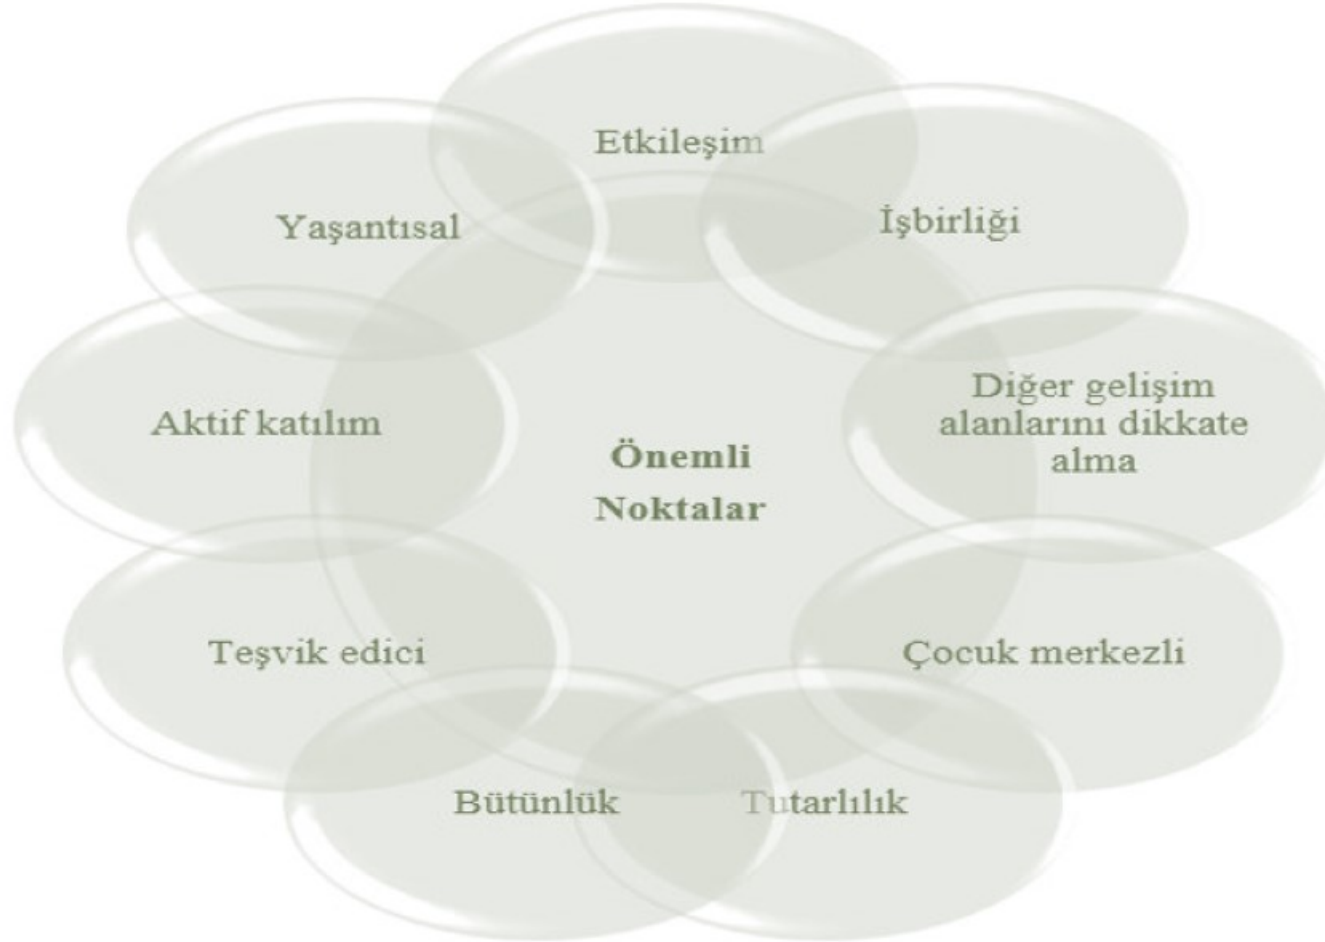 Etkileşim
İşbirliği
Diğer gelişim
alanlarını dikkate
alma
Çocuk merkezli
Tutarlılık
Bütünlük
Teşvik edici
Aktif katılım
Yaşantısal
Önemli
Noktalar